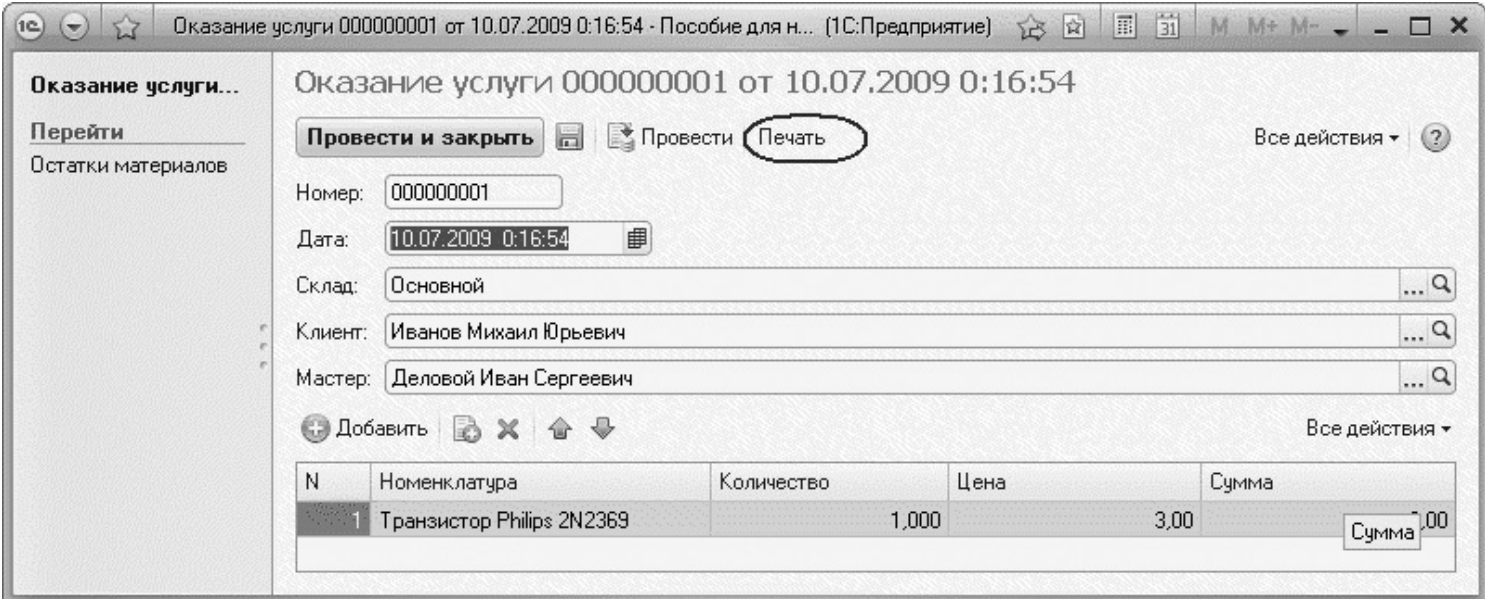 1С Оказание услуги 000000001 от 10.07.2009 0:16:54 - Пособие для н... (1С:Предприятие) 31 M M+ M-
Оказание услуги...
Перейти
Остатки материалов
Оказание услуги 000000001 от 10.07.2009 0:16:54
Провести и закрыть Провести Печать Все действия ?
Номер: 000000001
Дата: 10.07.2009 0:16:54
Склад: Основной ...
Клиент: Иванов Михаил Юрьевич ...
Мастер: Деловой Иван Сергеевич ...
Добавить Все действия
N Номенклатура Количество Цена Сумма
1 Транзистор Philips 2N2369 1,000 3,00 ,00
Сумма